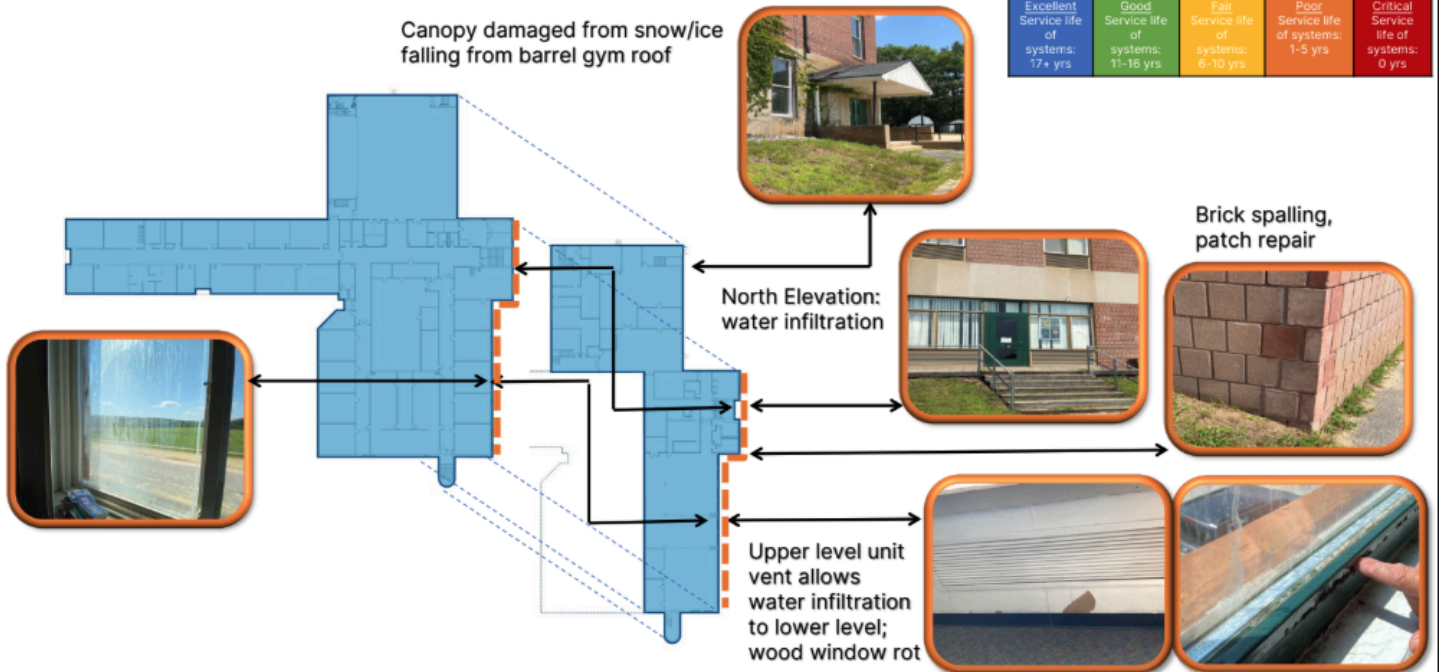 Canopy damaged from snow/ice
falling from barrel gym roof
Excellent
Service life
of
systems:
17+ yrs
Good
Service life
of
systems:
11-16 yrs
Fair
Service life
of
systems:
6-10 yrs
Poor
Service life
of systems:
1-5 yrs
Critical
Service
life of
systems:
0 yrs
North Elevation:
water infiltration
Brick spalling,
patch repair
Upper level unit
vent allows
water infiltration
to lower level;
wood window rot